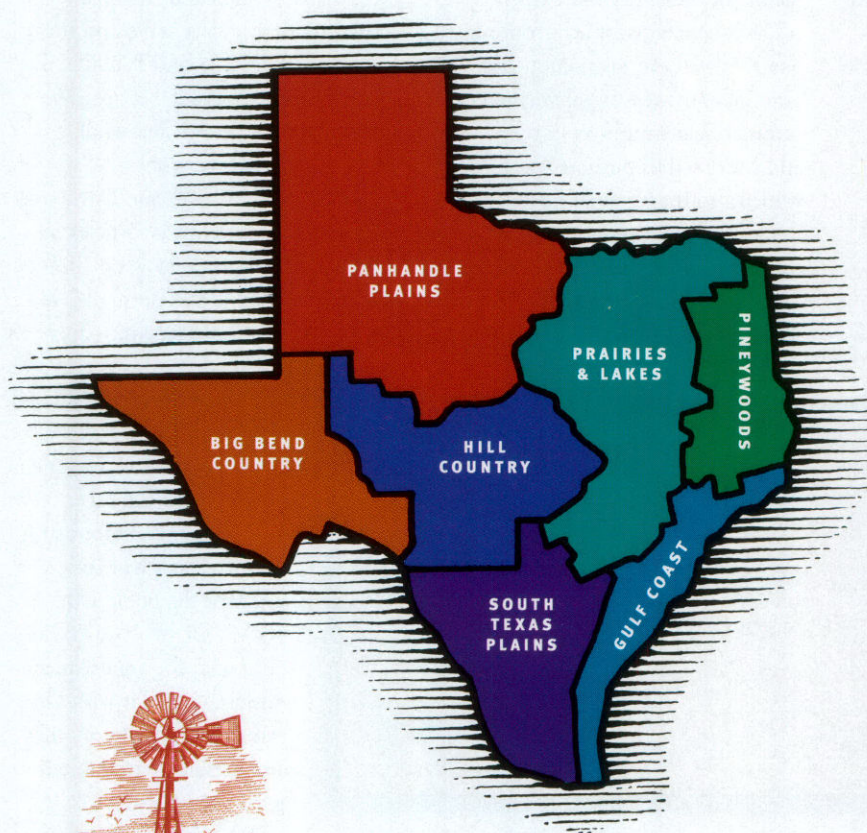 PANHANDLE
PLAINS
PRAIRIES
& LAKES
PINEYWOODS
BIG BEND
COUNTRY
HILL
COUNTRY
GULF COAST
SOUTH
TEXAS
PLAINS